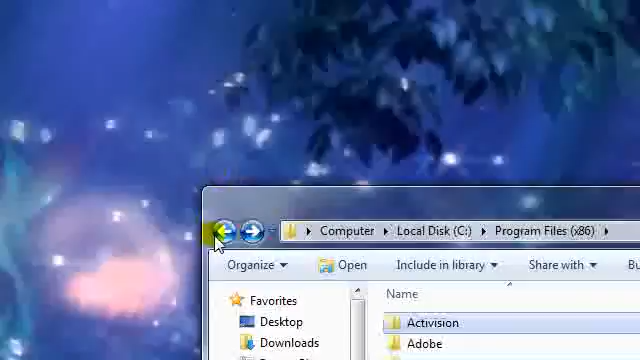 Computer Local Disk (C:) Program Files (x86)
Organize Open Include in library Share with
Favorites Name
Desktop Activision
Downloads Adobe